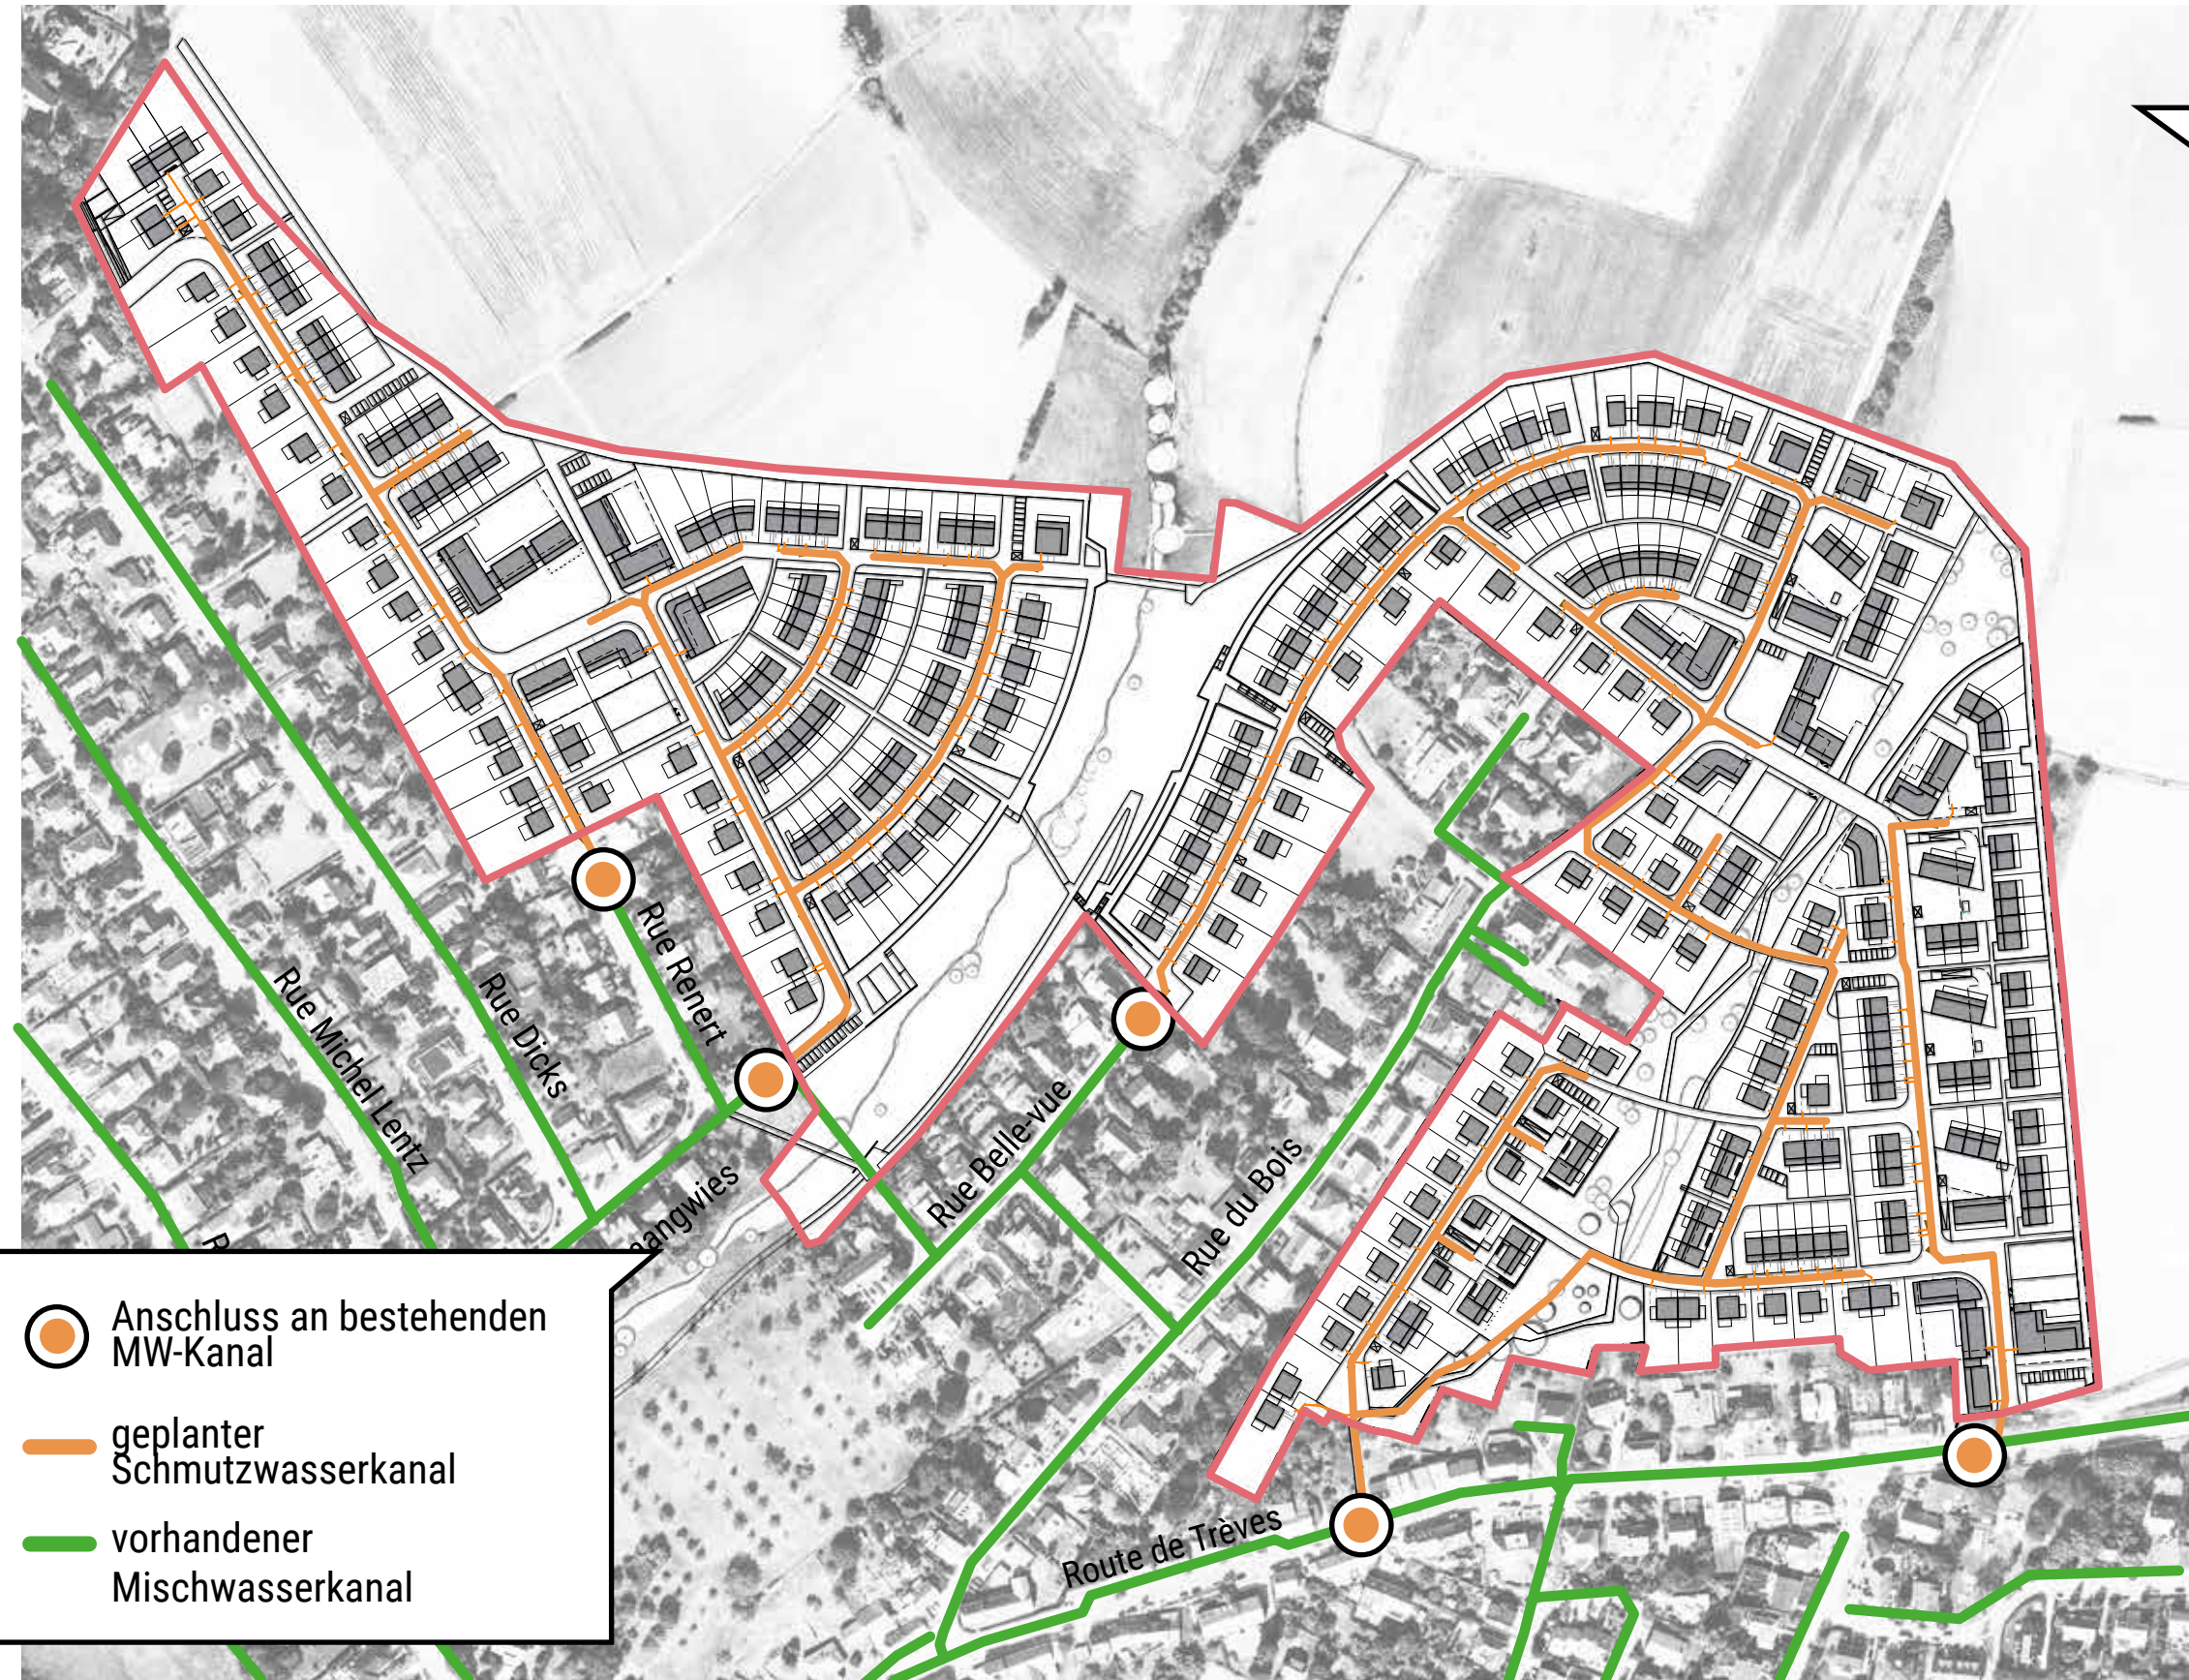 Rue Renert
Rue Michel Lentz
Rue Dicks
Rue Belle-vue
Rue du Bois
Route de Trèves
Anschluss an bestehenden
MW-Kanal
geplanter
Schmutzwasserkanal
vorhandener
Mischwasserkanal